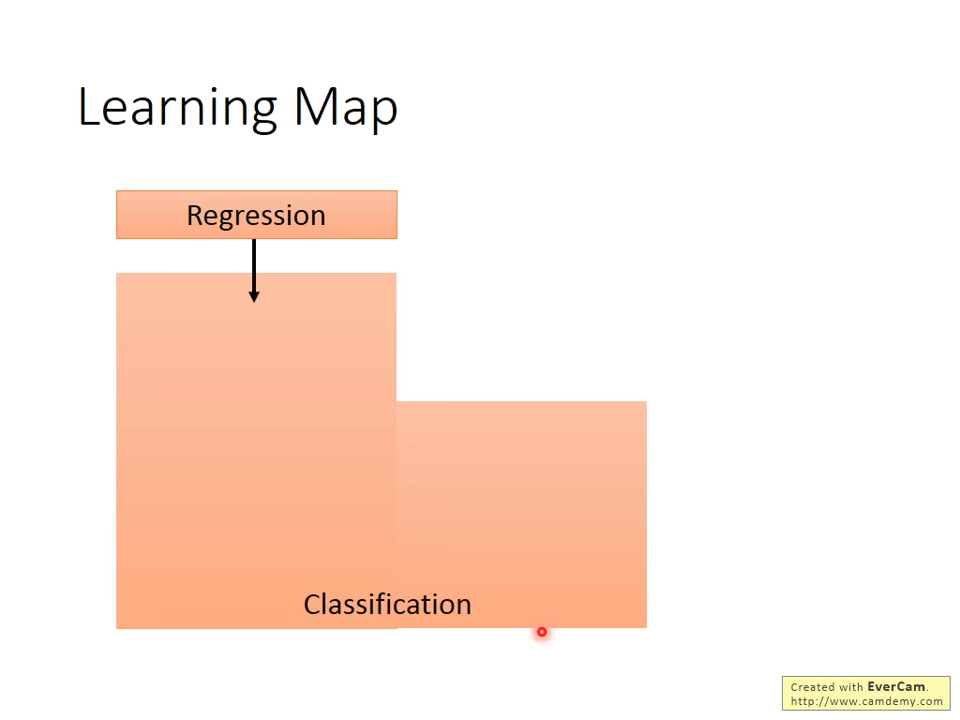 Learning Map
Regression
Classification
Created with EverCam.
http://www.camdemy.com